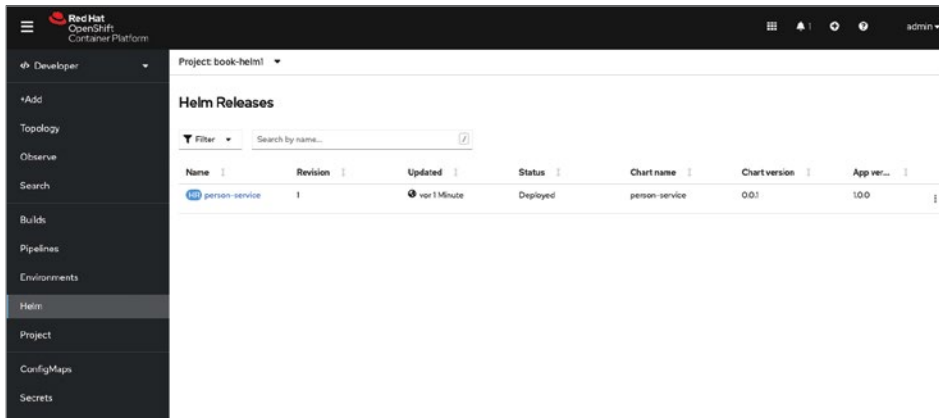 Red Hat
OpenShift
Container Platform
1
admin
Developer
Project: book-helm1
+Add
Topology
Observe
Search
Builds
Pipelines
Environments
Helm
Project
ConfigMaps
Secrets
Helm Releases
Filter
Search by name...
/
Name Revision Updated Status Chart name Chart version App ver...
HR person-service 1 vor 1 Minute Deployed person-service 0.0.1 1.0.0